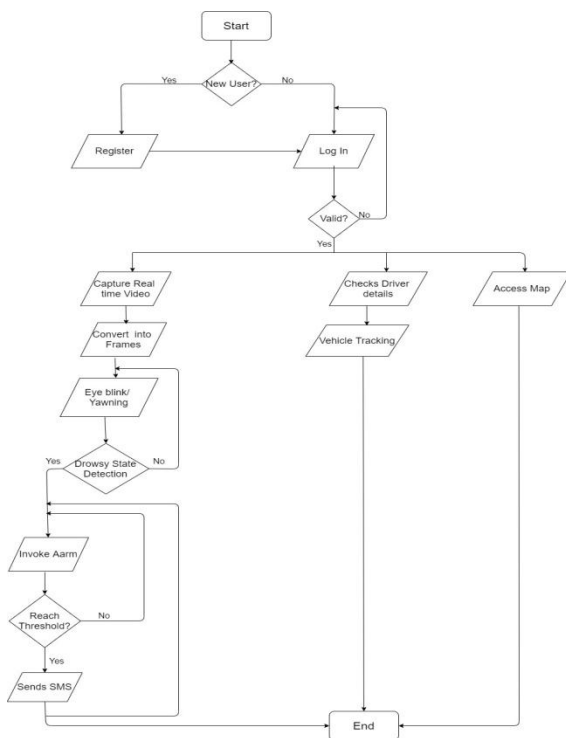 Start
Yes
New User?
No
Register
Log In
Valid?
No
Yes
Capture Real
time Video
Checks Driver
details
Access Map
Convert into
Frames
Vehicle Tracking
Eye blink/
Yawning
Yes
Drowsy State
Detection
No
Invoke Aarm
Reach
Threshold?
No
Yes
Sends SMS
End